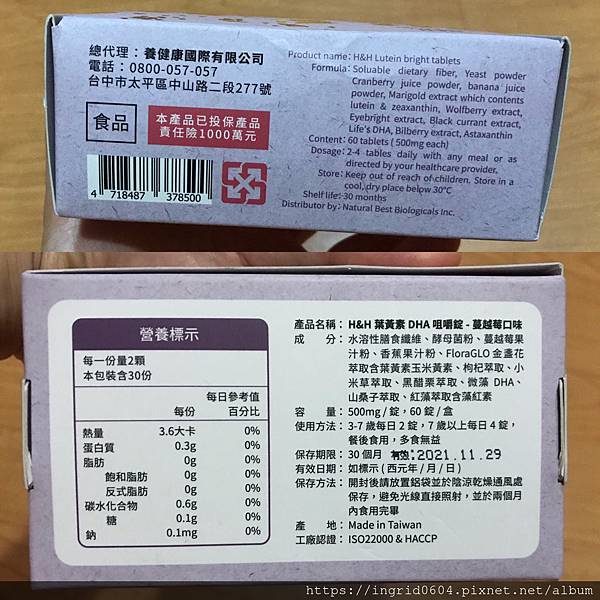 總代理：養健康國際有限公司
電話：0800-057-057
台中市太平區中山路二段277號
食品
本產品已投保產品
責任險1000萬元
4 718487 378500
Product name: H&H Lutein bright tablets
Formula: Soluable dietary fiber, Yeast powder
Cranberry juice powder, banana juice
powder, Marigold extract which contents
lutein & zeaxanthin, Wolfberry extract,
Eyebright extract, Black currant extract,
Life's DHA, Bilberry extract, Astaxanthin
Content: 60 tablets ( 500mg each)
Dosage: 2-4 tables daily with any meal or as
directed by your healthcare provider.
Store: Keep out of reach of children. Store in a
cool, dry place below 30°C
Shelf life: 30 months
Distributor by: Natural Best Biologicals Inc.
營養標示
每一份量2顆
本包裝含30份
每份 每日參考值百分比
熱量 3.6大卡 0%
蛋白質 0.3g 0%
脂肪 0g 0%
飽和脂肪 0g 0%
反式脂肪 0g 0%
碳水化合物 0.6g 0%
糖 0.1g 0%
鈉 0.1mg 0%
產品名稱：H&H 葉黃素 DHA 咀嚼錠 - 蔓越莓口味
成分：水溶性膳食纖維、酵母菌粉、蔓越莓果
汁粉、香蕉果汁粉、FloraGLO 金盞花
萃取含葉黃素玉米黃素、枸杞萃取、小
米草萃取、黑醋栗萃取、微藻 DHA、
山桑子萃取、紅藻萃取含藻紅素
容量：500mg / 錠，60錠 / 盒
使用方法：3-7 歲每日 2 錠，7 歲以上每日 4 錠，
餐後食用，多食無益
保存期限：30 個月 有效:2021.11.29
有效日期：如標示 ( 西元年 / 月 / 日 )
保存方法：開封後請放置鋁袋並於陰涼乾燥通風處
保存，避免光線直接照射，並於兩個月
內食用完畢
產地：Made in Taiwan
工廠認證：ISO22000 & HACCP
https://ingrid0604.pixnet.net/album